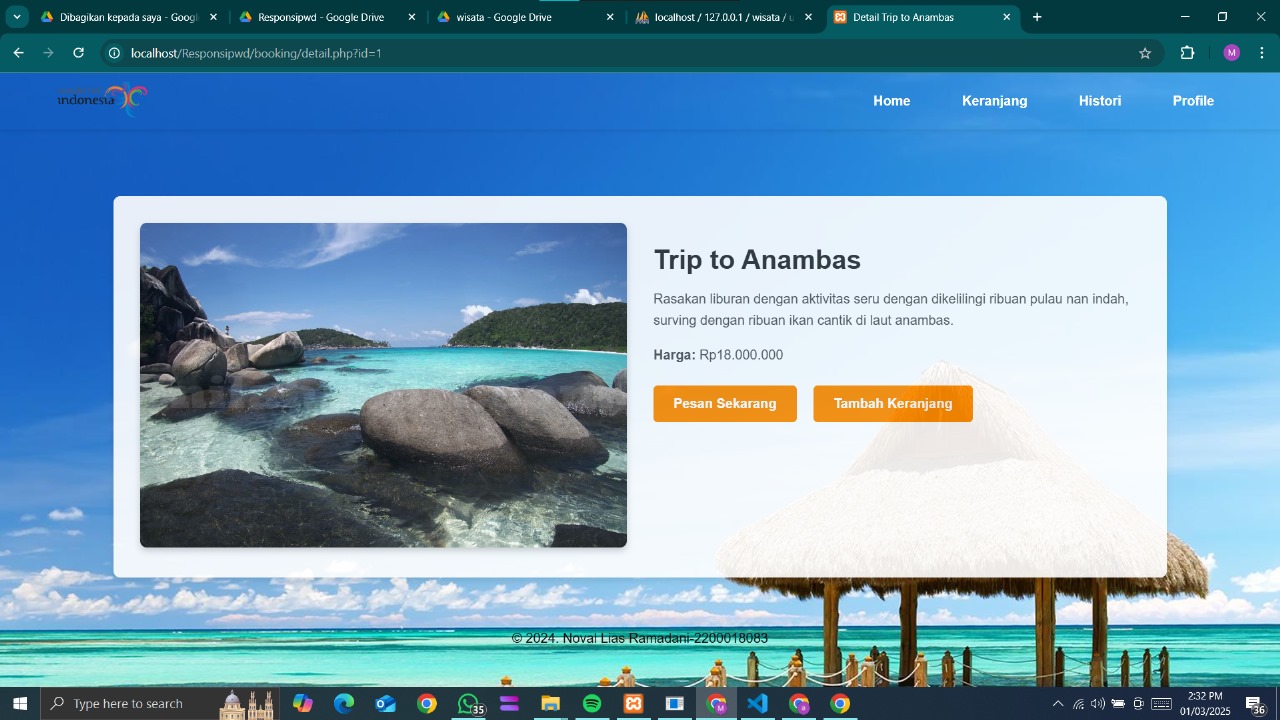 Dibagikan kepada saya - Googl
Responsipwd - Google Drive
wisata - Google Drive
localhost / 127.0.0.1 / wisata / u
Detail Trip to Anambas
localhost/Responsipwd/booking/detail.php?id=1
M
indonesia
Home
Keranjang
Histori
Profile
Trip to Anambas
Rasakan liburan dengan aktivitas seru dengan dikelilingi ribuan pulau nan indah,
surving dengan ribuan ikan cantik di laut anambas.
Harga: Rp18.000.000
Pesan Sekarang
Tambah Keranjang
© 2024. Noval Lias Ramadani-2200018083
Type here to search
35
2:32 PM
01/03/2025
36